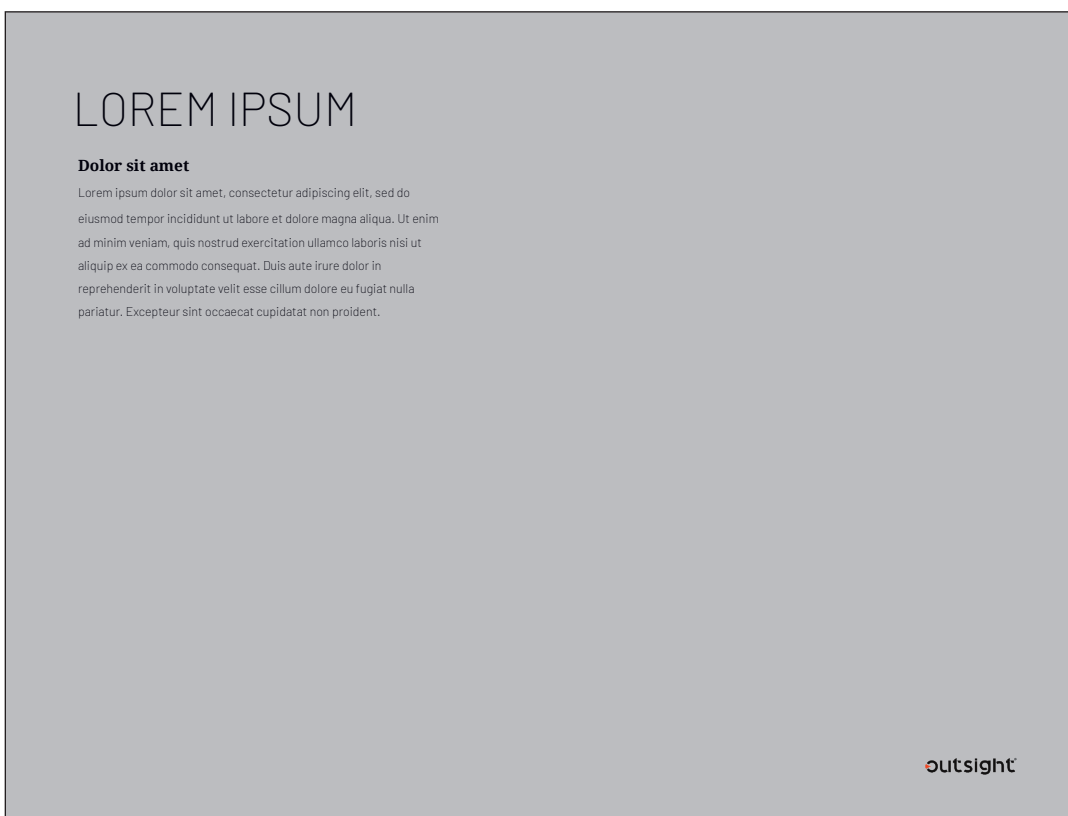 LOREM IPSUM
Dolor sit amet
Lorem ipsum dolor sit amet, consectetur adipiscing elit, sed do
eiusmod tempor incididunt ut labore et dolore magna aliqua. Ut enim
ad minim veniam, quis nostrud exercitation ullamco laboris nisi ut
aliquip ex ea commodo consequat. Duis aute irure dolor in
reprehenderit in voluptate velit esse cillum dolore eu fugiat nulla
pariatur. Excepteur sint occaecat cupidatat non proident.
outsight